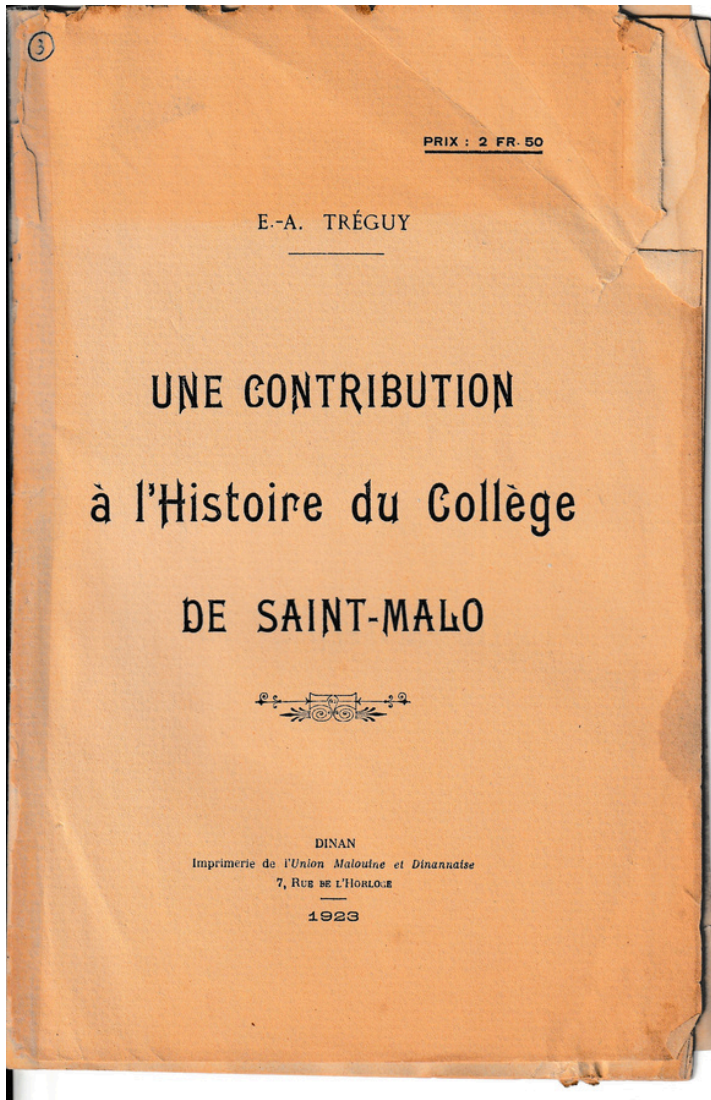 3
PRIX : 2 FR. 50
E.-A. TRÉGUY
UNE CONTRIBUTION
à l'Histoire du Collège
DE SAINT-MALO
DINAN
Imprimerie de l'Union Malouine et Dinannaise
7, RUE DE L'HORLOGE
1923